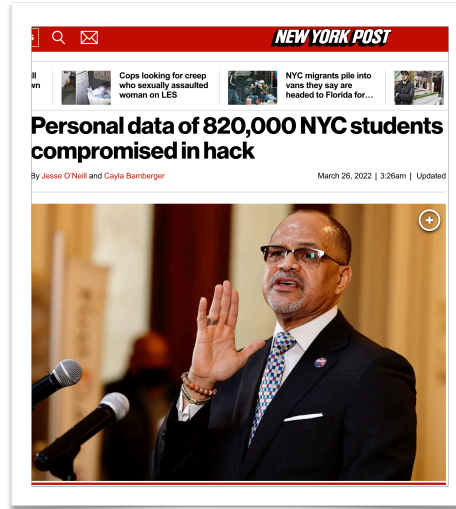 NEW YORK POST
Cops looking for creep
who sexually assaulted
woman on LES
NYC migrants pile into
vans they say are
headed to Florida for...
Personal data of 820,000 NYC students
compromised in hack
By Jesse O'Neill and Cayla Bamberger
March 26, 2022 | 3:26am | Updated